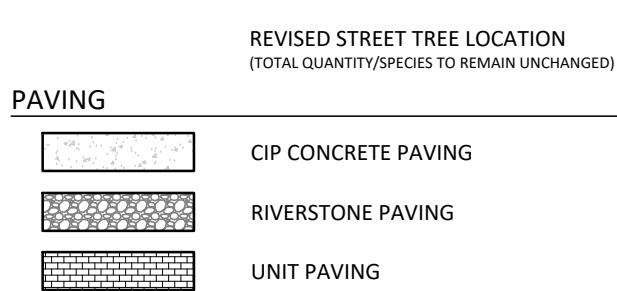 REVISED STREET TREE LOCATION
(TOTAL QUANTITY/SPECIES TO REMAIN UNCHANGED)
PAVING
CIP CONCRETE PAVING
RIVERSTONE PAVING
UNIT PAVING